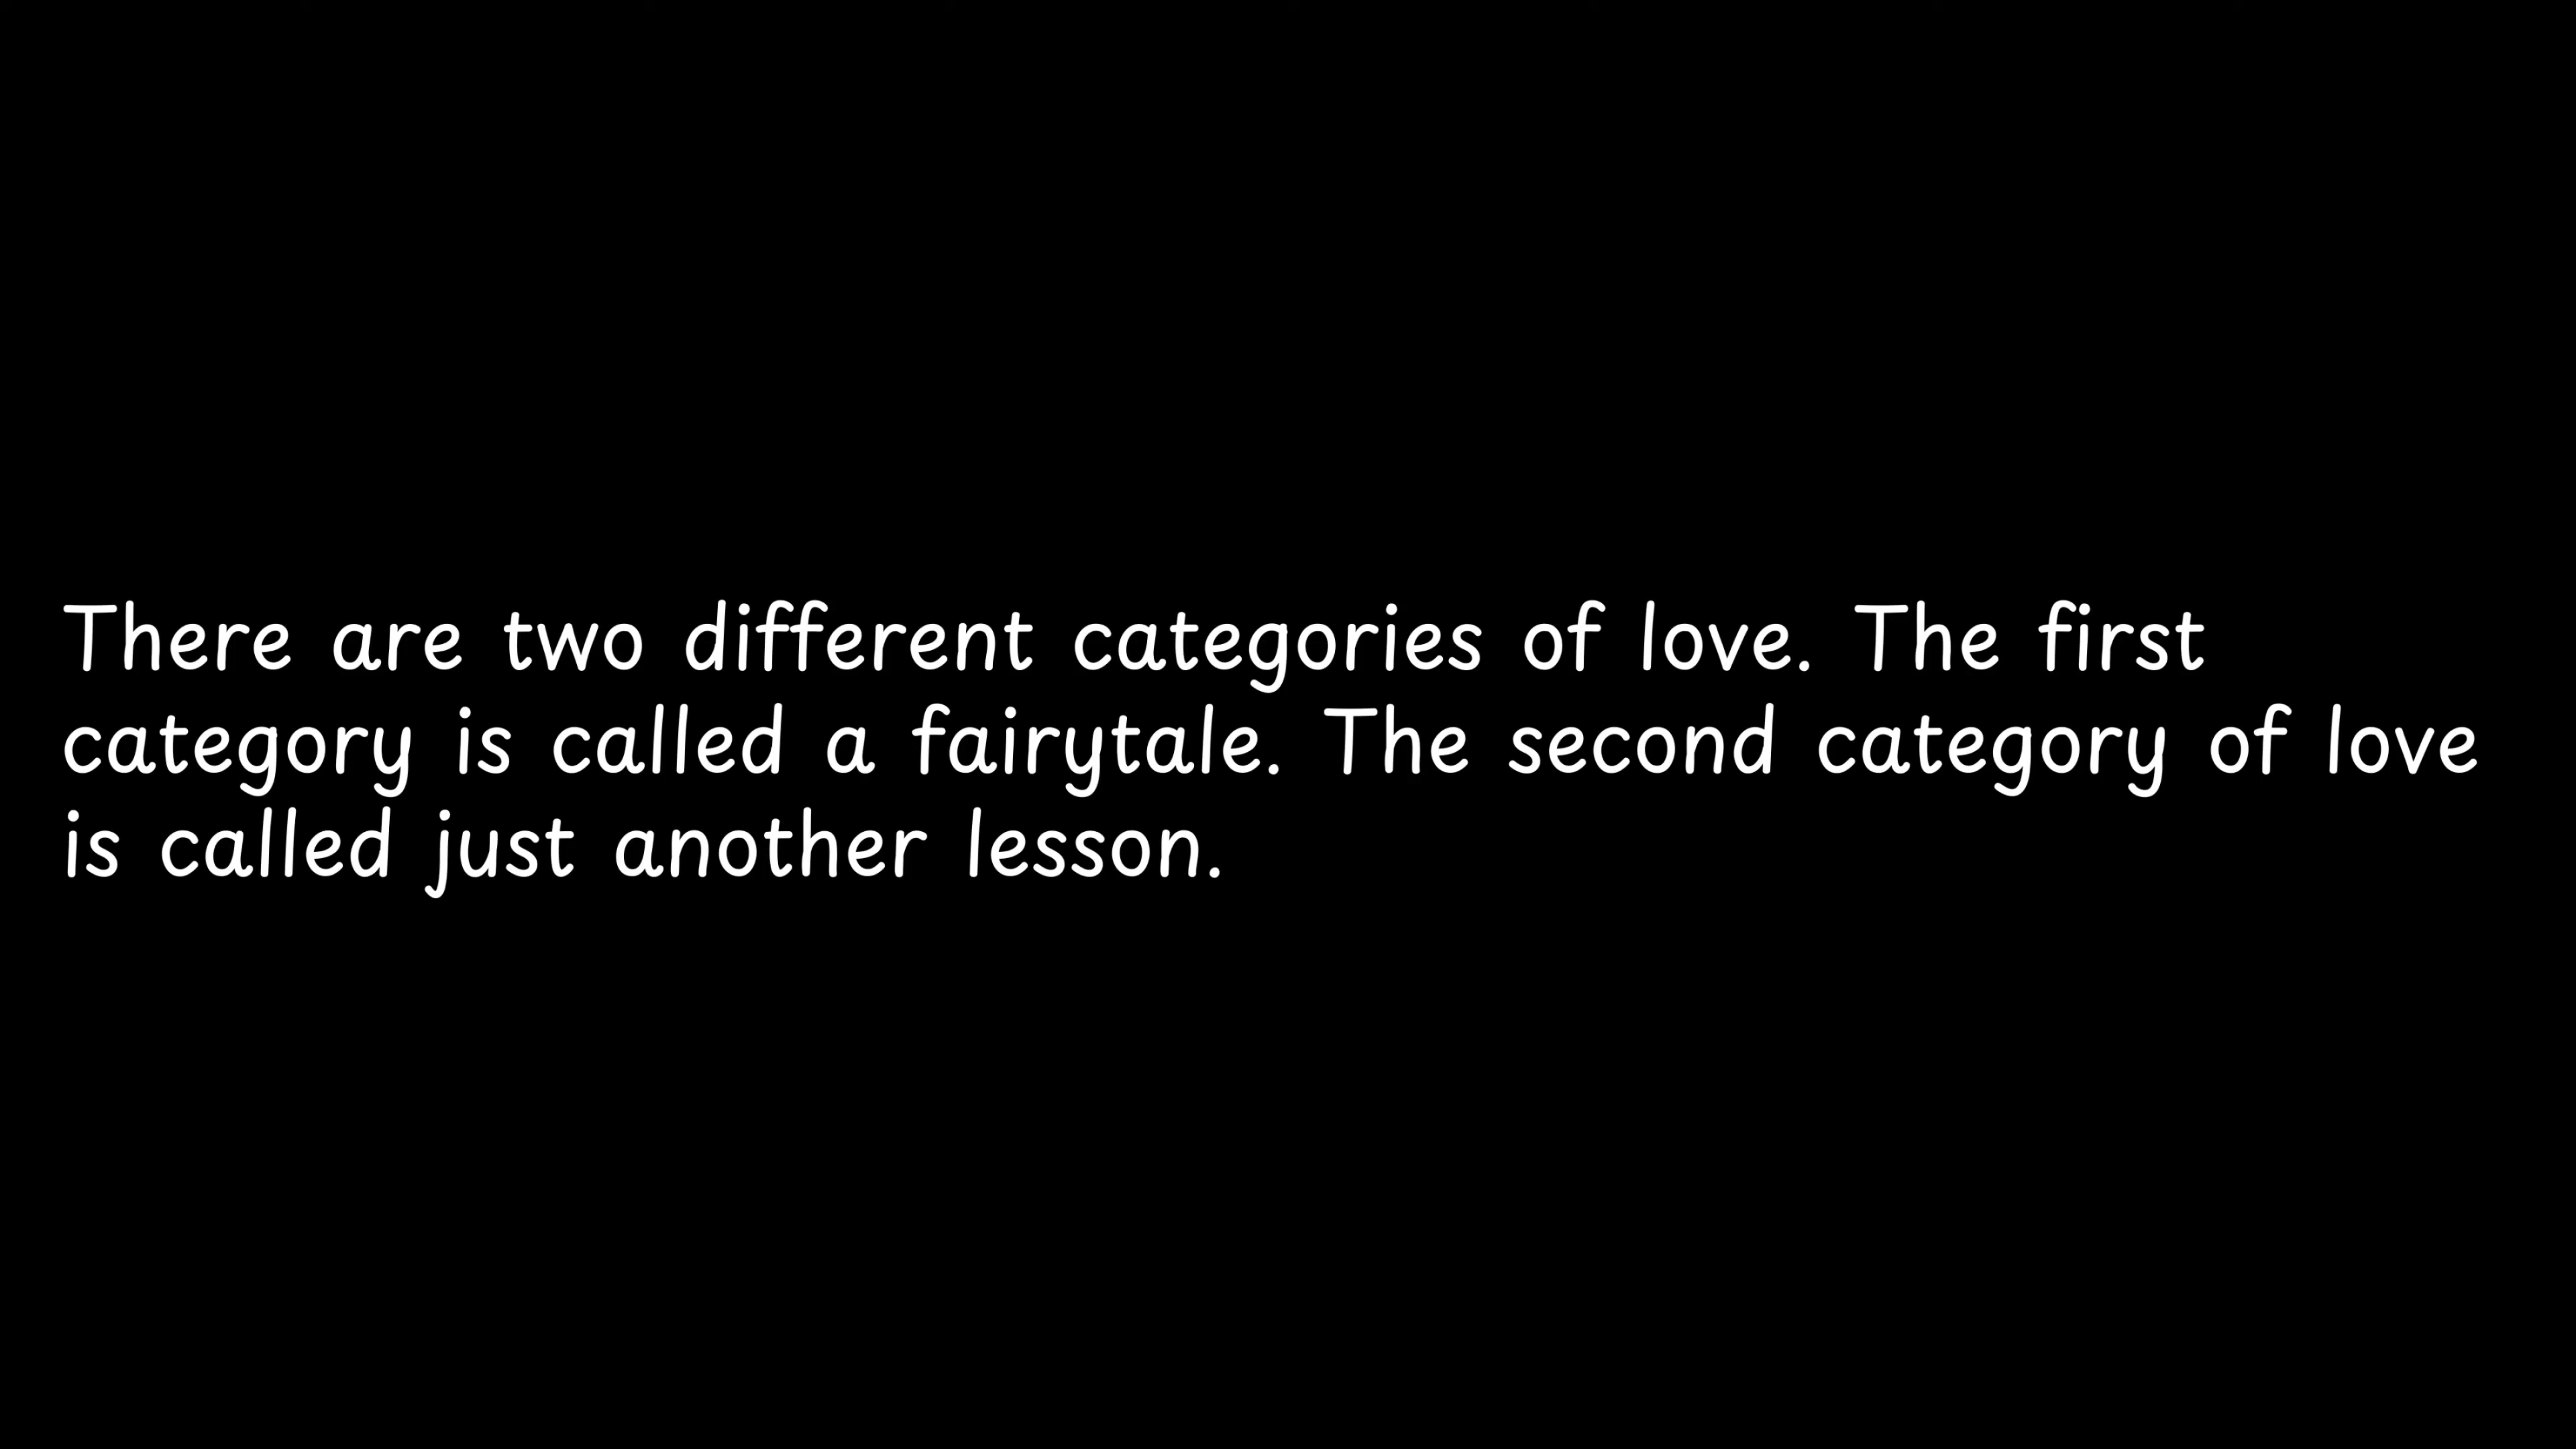 There are two different categories of love. The first
category is called a fairytale. The second category of love
is called just another lesson.